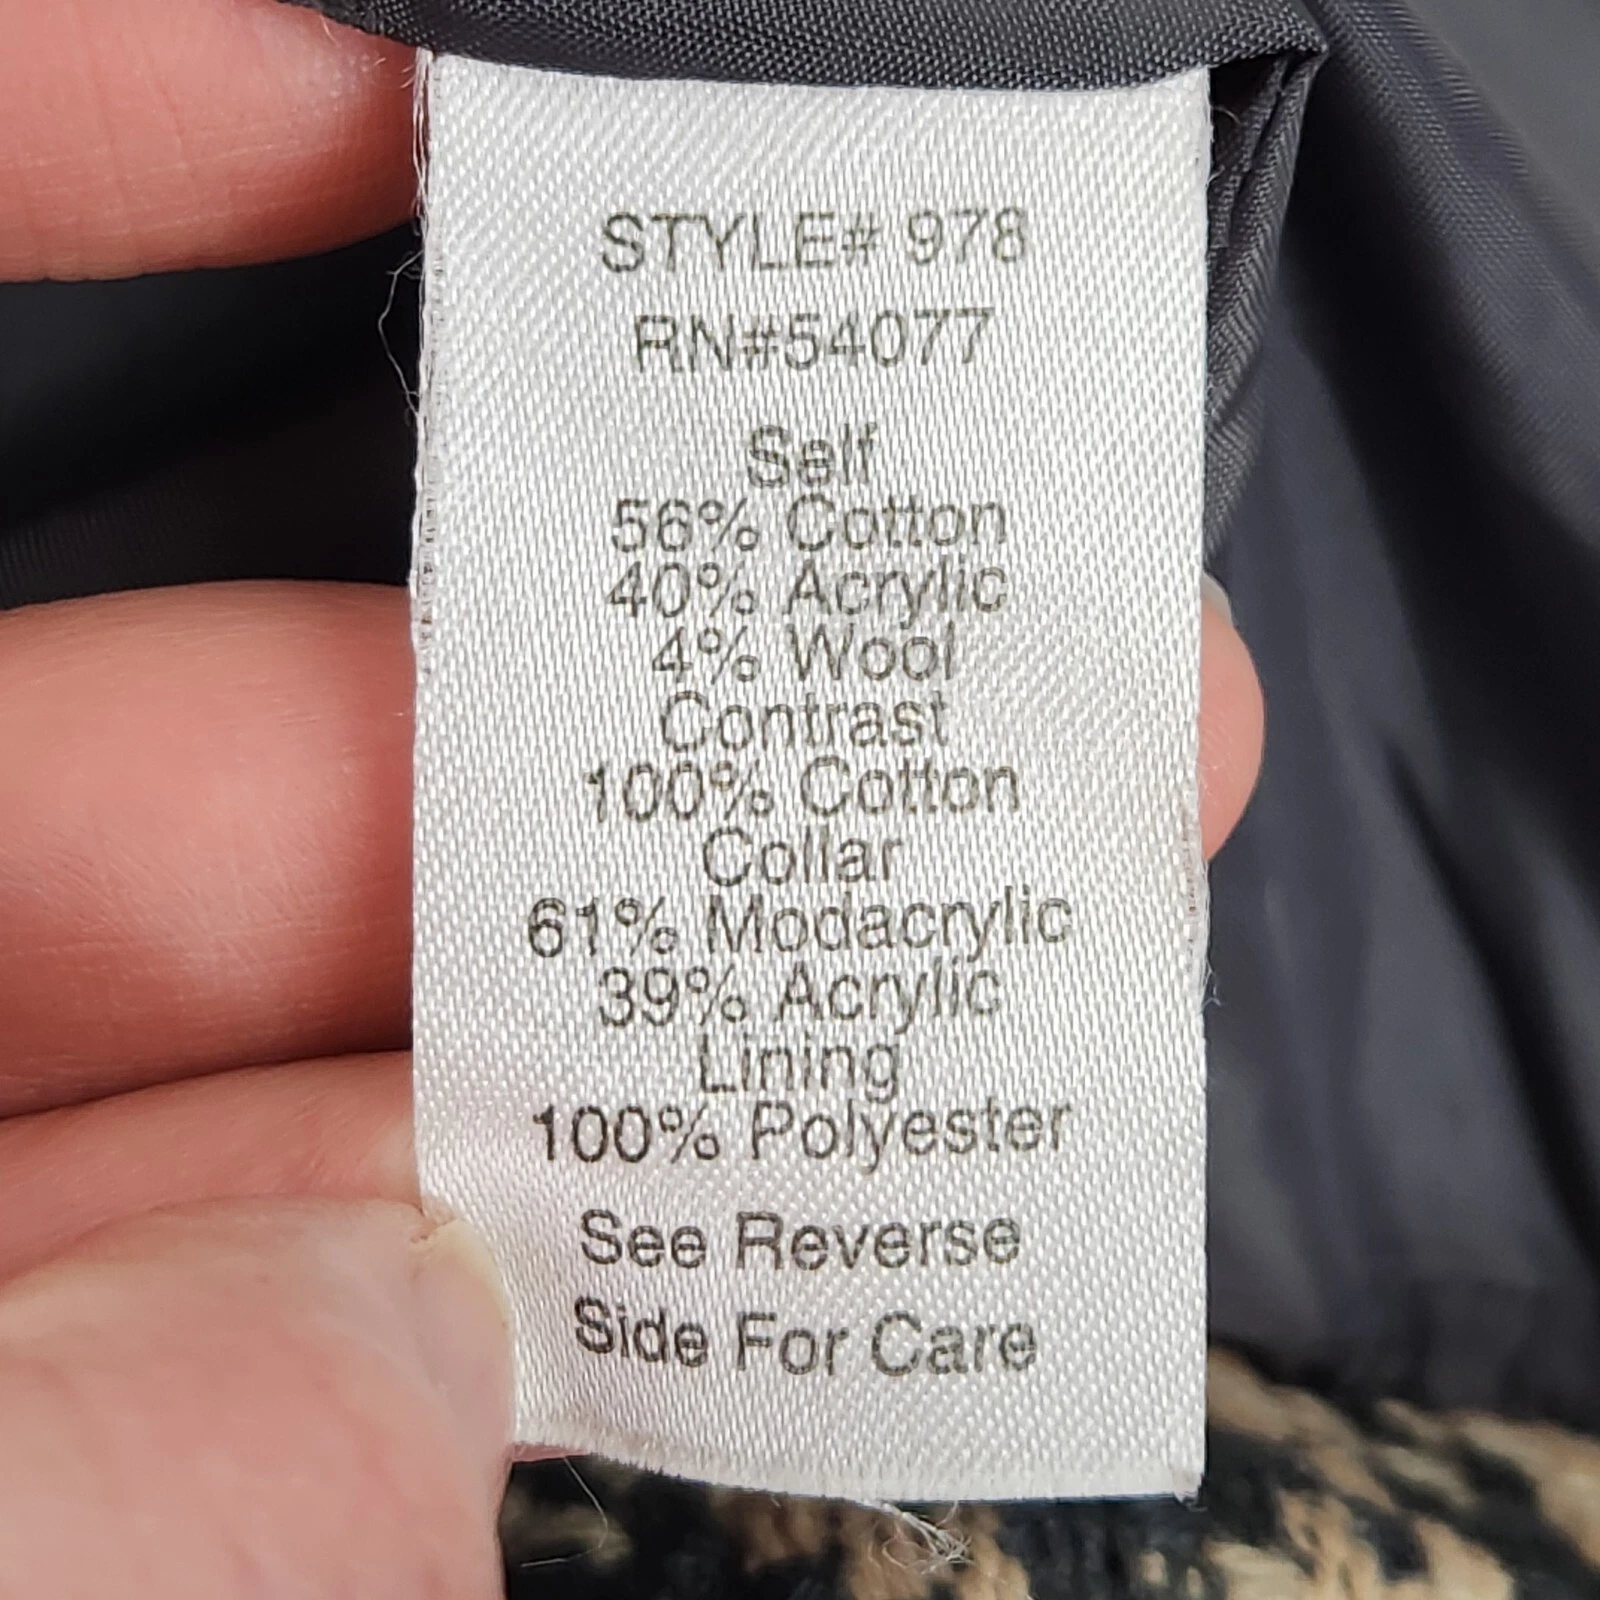 STYLE# 978
RN#54077
Self
56% Cotton
40% Acrylic
4% Wool
Contrast
100% Cotton
Collar
61% Modacrylic
39% Acrylic
Lining
100% Polyester
See Reverse
Side For Care